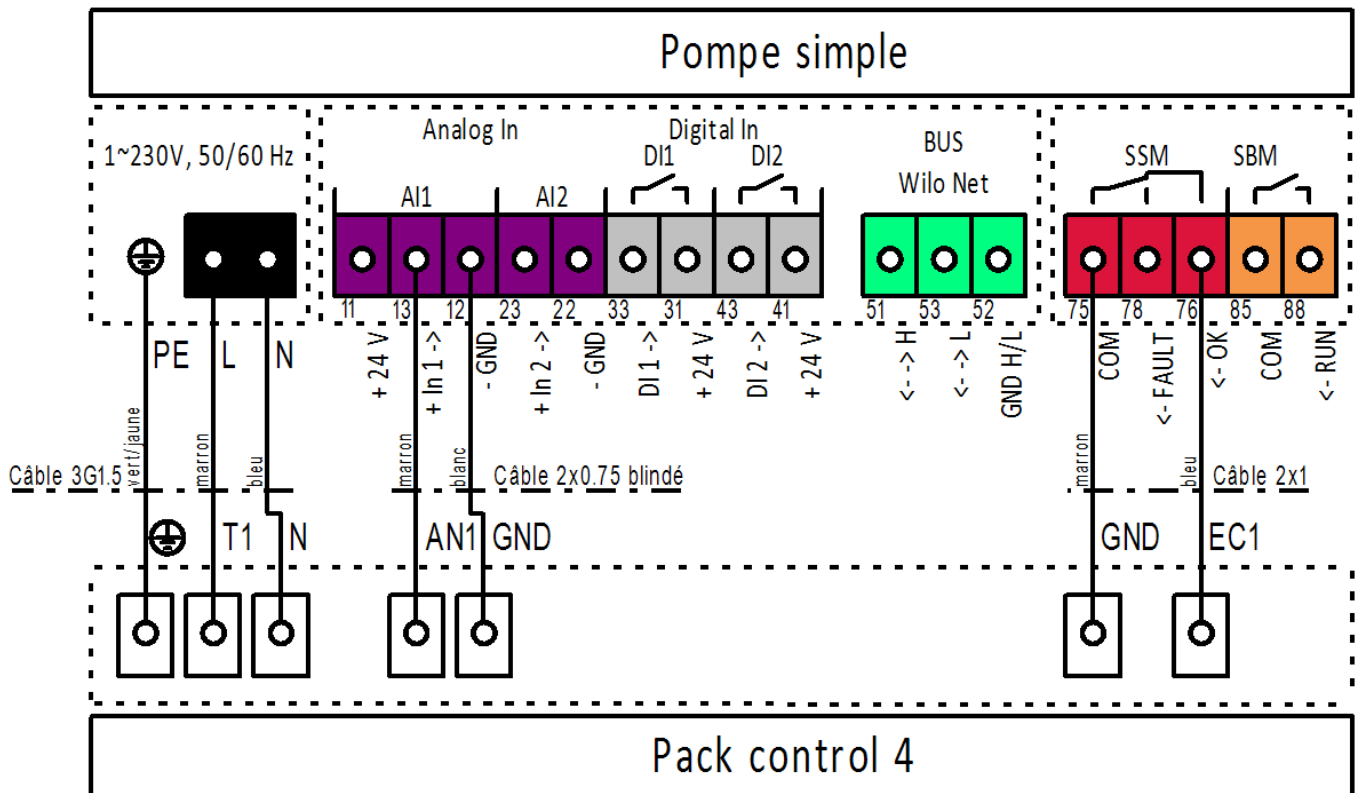 Pompe simple
1~230V, 50/60 Hz
Analog In
Digital In
BUS
Wilo Net
SSM
SBM
AI1
AI2
DI1
DI2
11 13 12 23 22 33 31 43 41 51 53 52 75 78 76 85 88
PE L N
+ 24 V
+ In 1 ->
- GND
+ In 2 ->
- GND
DI 1 ->
+ 24 V
DI 2 ->
+ 24 V
<- -> H
<- -> L
GND H/L
COM
<- FAULT
<- OK
COM
<- RUN
vert/jaune
marron
bleu
marron
blanc
marron
bleu
Câble 3G1.5
Câble 2x0.75 blindé
Câble 2x1
T1 N AN1 GND GND EC1
Pack control 4